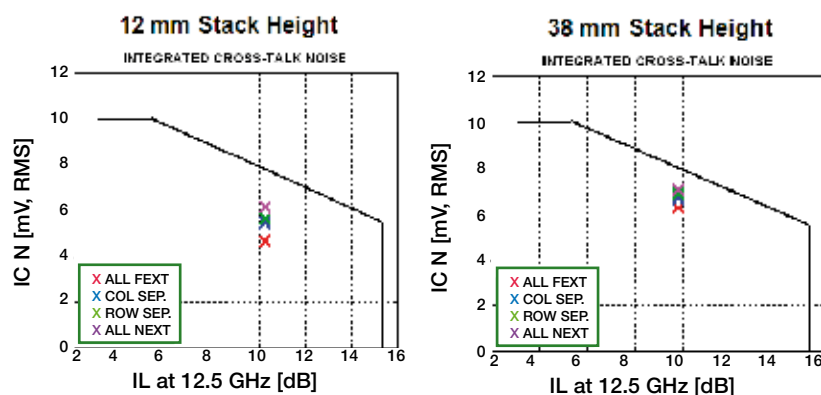 12 mm Stack Height
INTEGRATED CROSS-TALK NOISE
12
10
8
6
4
2
0
IC N [mV, RMS]
X ALL FEXT
X COL SEP.
X ROW SEP.
X ALL NEXT
2 4 6 8 10 12 14 16
IL at 12.5 GHz [dB]
38 mm Stack Height
INTEGRATED CROSS-TALK NOISE
12
10
8
6
4
2
0
IC N [mV, RMS]
X ALL FEXT
X COL SEP.
X ROW SEP.
X ALL NEXT
2 4 6 8 10 12 14 16
IL at 12.5 GHz [dB]